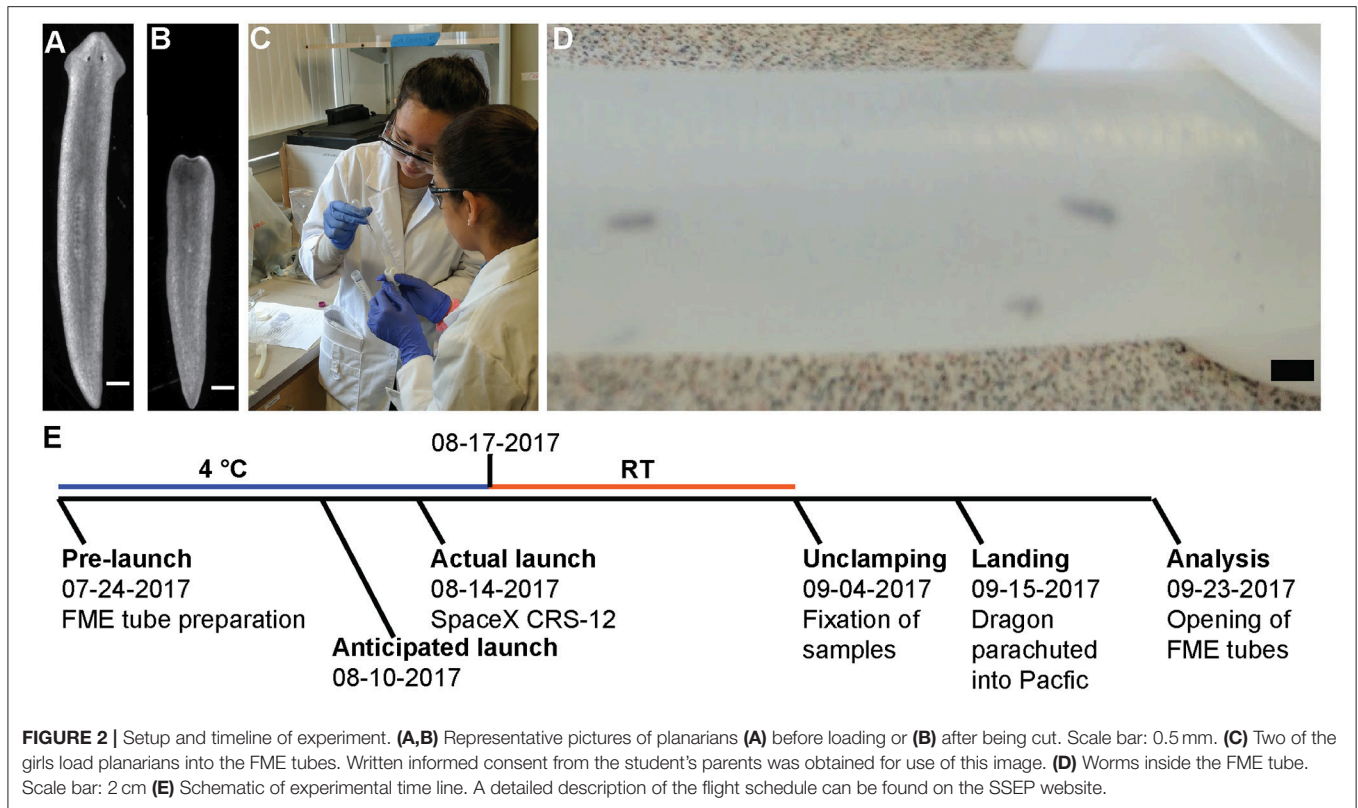 A
B
C
D
E
08-17-2017
4 °C
RT
Pre-launch
07-24-2017
FME tube preparation
Anticipated launch
08-10-2017
Actual launch
08-14-2017
SpaceX CRS-12
Unclamping
09-04-2017
Fixation of
samples
Landing
09-15-2017
Dragon
parachuted
into Pacfic
Analysis
09-23-2017
Opening of
FME tubes
FIGURE 2 | Setup and timeline of experiment. (A,B) Representative pictures of planarians (A) before loading or (B) after being cut. Scale bar: 0.5 mm. (C) Two of the
girls load planarians into the FME tubes. Written informed consent from the student's parents was obtained for use of this image. (D) Worms inside the FME tube.
Scale bar: 2 cm (E) Schematic of experimental time line. A detailed description of the flight schedule can be found on the SSEP website.